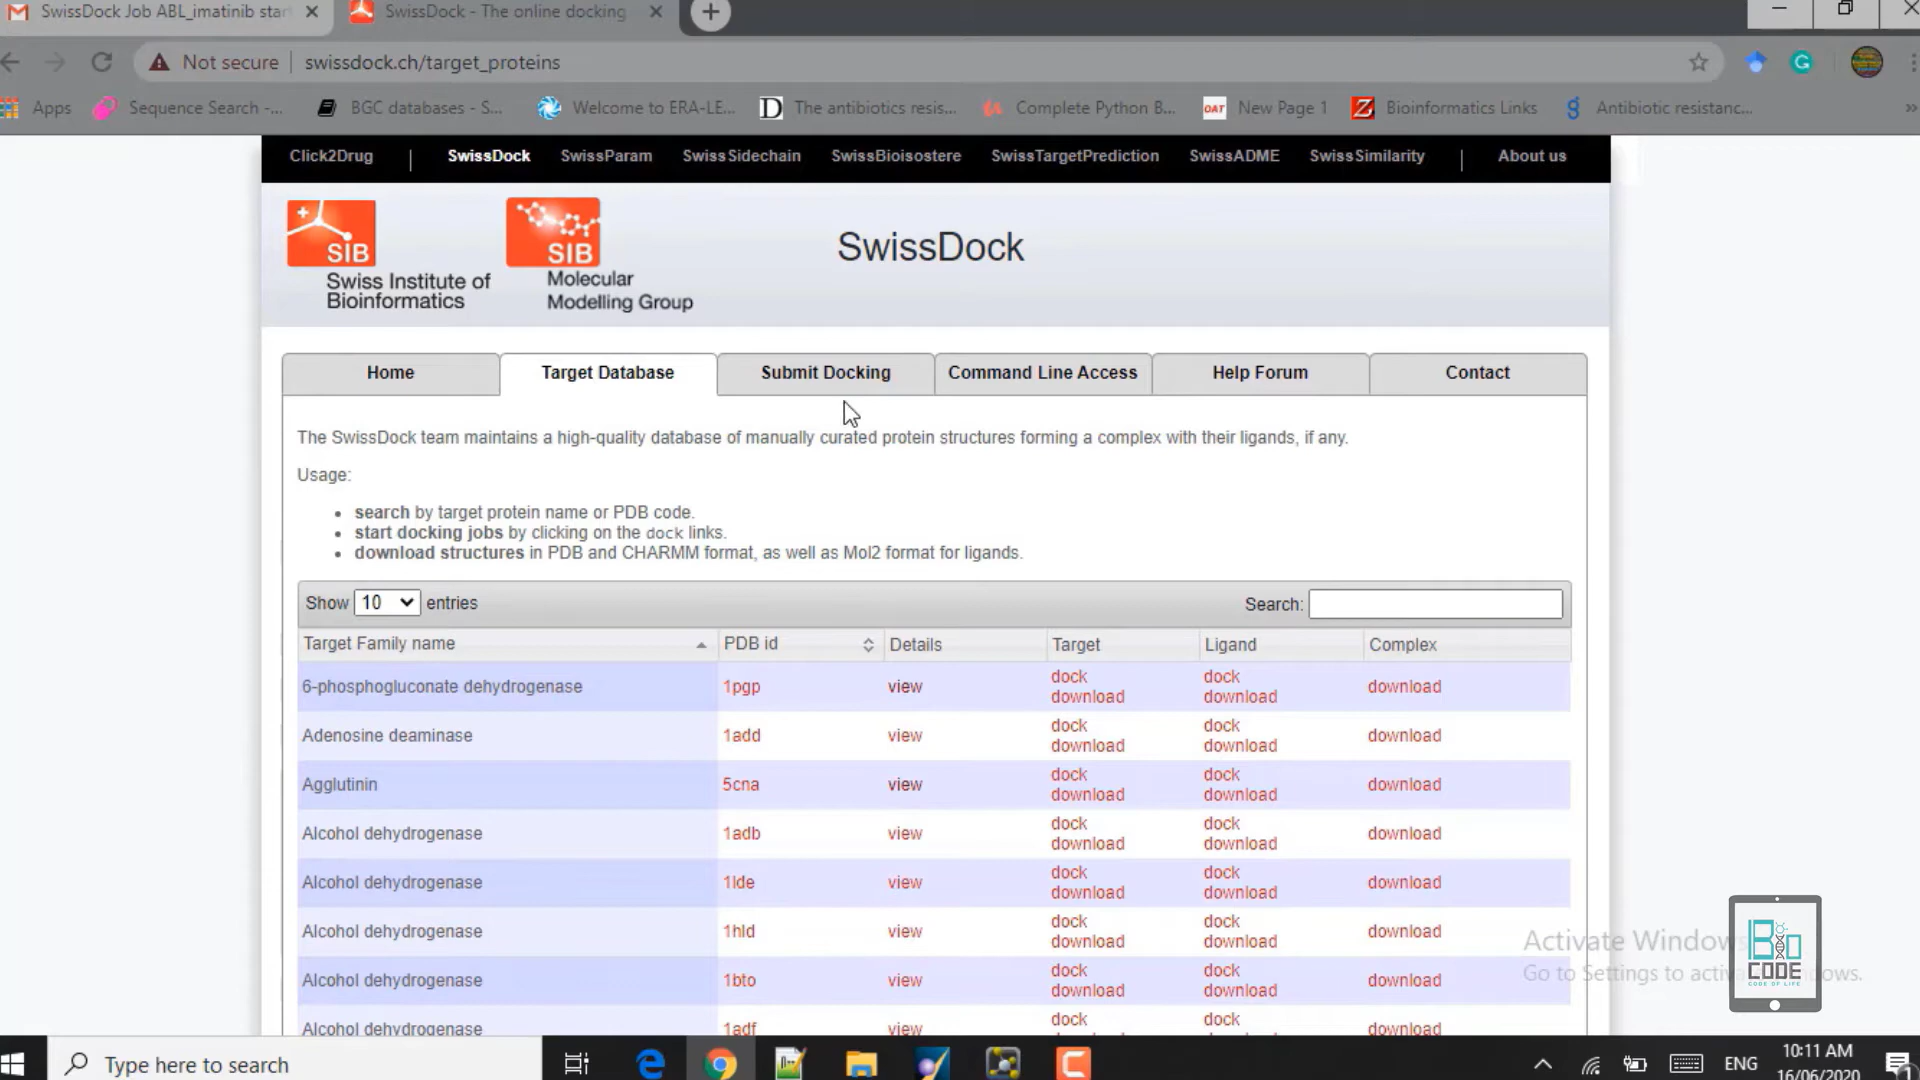 SwissDock Job ABL_imatinib star
SwissDock - The online docking
Not secure | swissdock.ch/target_proteins
Apps
Sequence Search -...
BGC databases - S...
Welcome to ERA-LE...
The antibiotics resis...
Complete Python B...
OAT New Page 1
Bioinformatics Links
Antibiotic resistanc...
Click2Drug | SwissDock SwissParam SwissSidechain SwissBioisostere SwissTargetPrediction SwissADME SwissSimilarity | About us
SIB
Swiss Institute of
Bioinformatics
SIB
Molecular
Modelling Group
SwissDock
Home Target Database Submit Docking Command Line Access Help Forum Contact
The SwissDock team maintains a high-quality database of manually curated protein structures forming a complex with their ligands, if any.
Usage:
• search by target protein name or PDB code.
• start docking jobs by clicking on the dock links.
• download structures in PDB and CHARMM format, as well as Mol2 format for ligands.
Show 10 entries Search:
Target Family name PDB id Details Target Ligand Complex
6-phosphogluconate dehydrogenase 1pgp view dock download dock download download
Adenosine deaminase 1add view dock download dock download download
Agglutinin 5cna view dock download dock download download
Alcohol dehydrogenase 1adb view dock download dock download download
Alcohol dehydrogenase 1lde view dock download dock download download
Alcohol dehydrogenase 1hld view dock download dock download download
Alcohol dehydrogenase 1bto view dock download dock download download
Alcohol dehydrogenase 1adf view dock dock download
Activate Windows
Go to Settings to activate Windows.
Bio
CODE
CODE OF LIFE
Type here to search
ENG
10:11 AM
16/06/2020
1